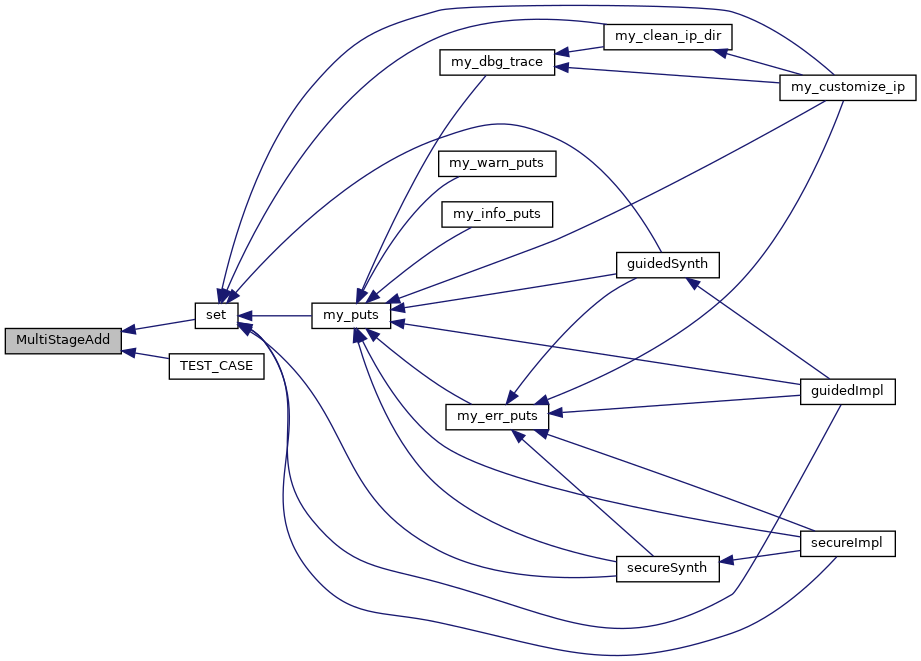 my_clean_ip_dir
my_dbg_trace
my_customize_ip
my_warn_puts
my_info_puts
guidedSynth
set
my_puts
MultiStageAdd
TEST_CASE
guidedImpl
my_err_puts
secureImpl
secureSynth